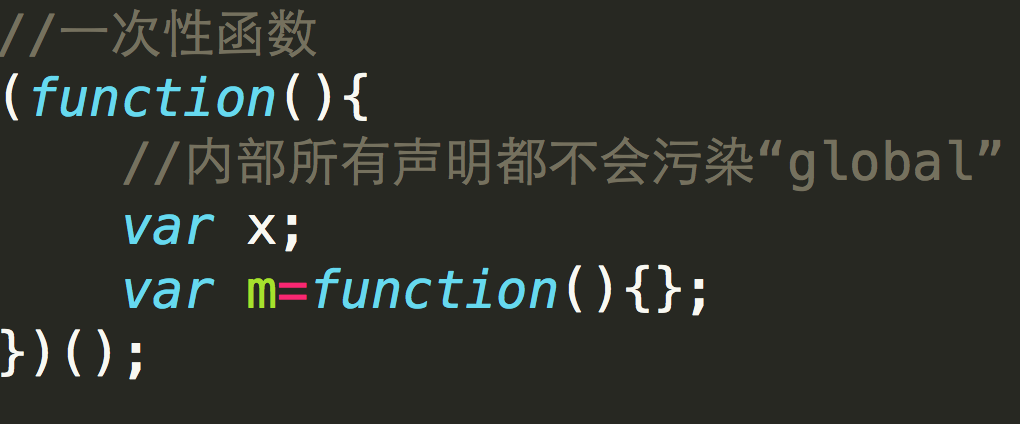 //一次性函数
(function(){
    //内部所有声明都不会污染“global”
    var x;
    var m=function(){};
})();